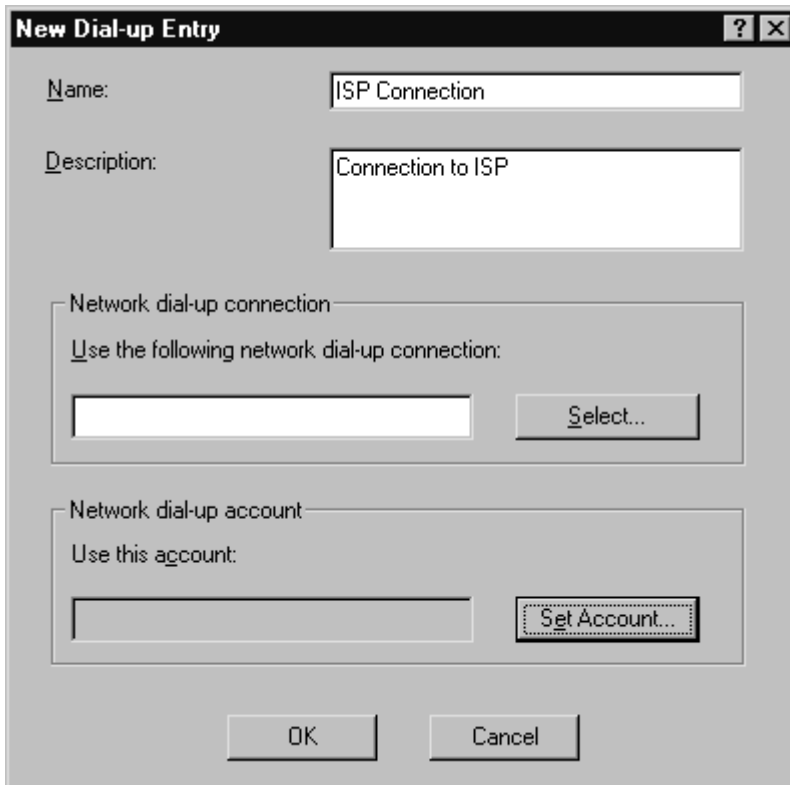 New Dial-up Entry
Name:
ISP Connection
Description:
Connection to ISP
Network dial-up connection
Use the following network dial-up connection:
Select...
Network dial-up account
Use this account:
Set Account...
OK
Cancel